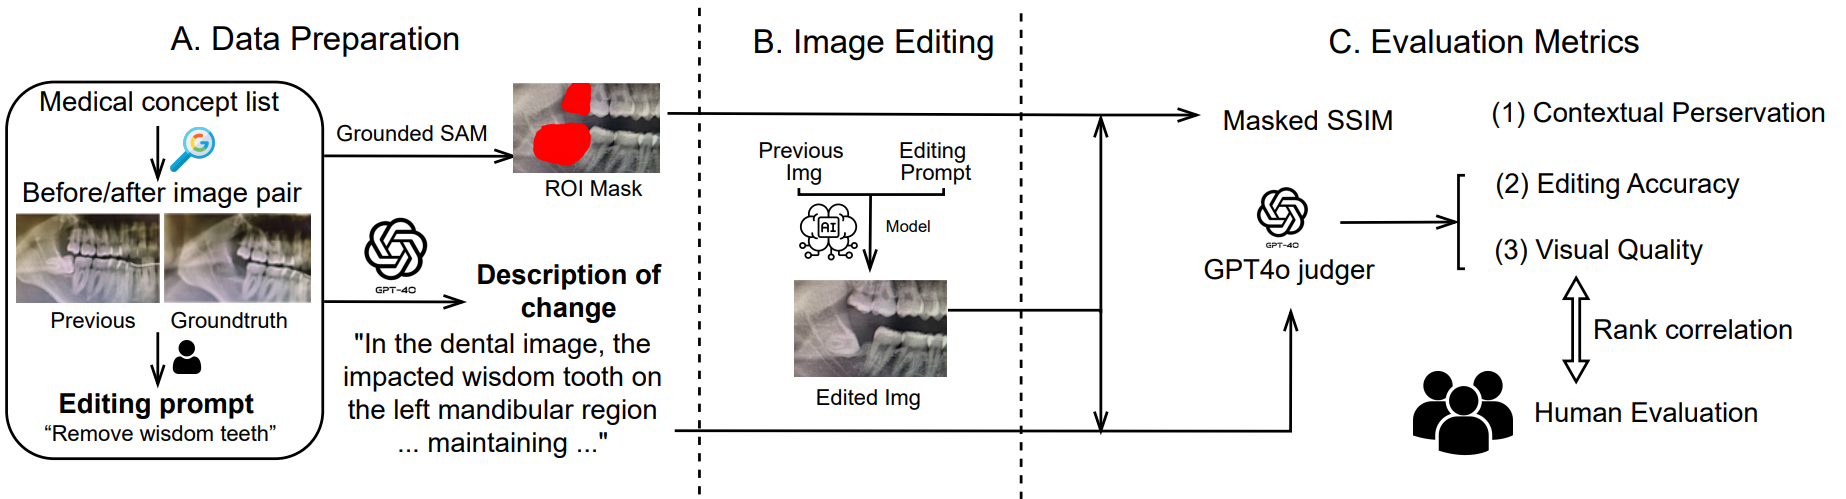 A. Data Preparation
Medical concept list
G
Before/after image pair
Previous
Groundtruth
Editing prompt
“Remove wisdom teeth”
Grounded SAM
ROI Mask
GPT-4O
Description of
change
"In the dental image, the
impacted wisdom tooth on
the left mandibular region
... maintaining ..."
B. Image Editing
Previous
Img
Editing
Prompt
AI
Model
Edited Img
C. Evaluation Metrics
Masked SSIM
(1) Contextual Perservation
GPT-4O
GPT4o judger
(2) Editing Accuracy
(3) Visual Quality
Rank correlation
Human Evaluation